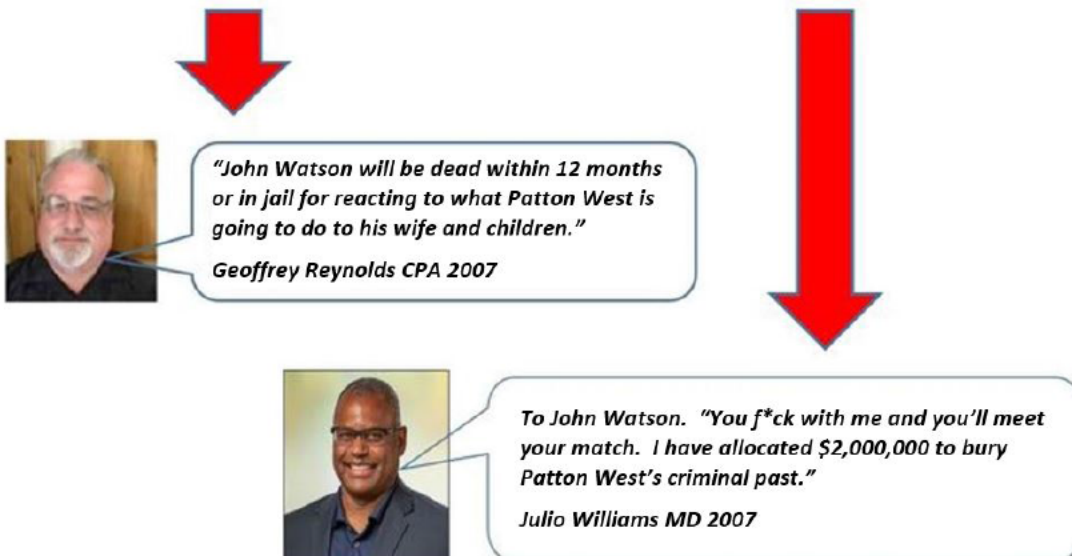 “John Watson will be dead within 12 months
or in jail for reacting to what Patton West is
going to do to his wife and children.”
Geoffrey Reynolds CPA 2007
To John Watson. “You f*ck with me and you’ll meet
your match. I have allocated $2,000,000 to bury
Patton West’s criminal past.”
Julio Williams MD 2007